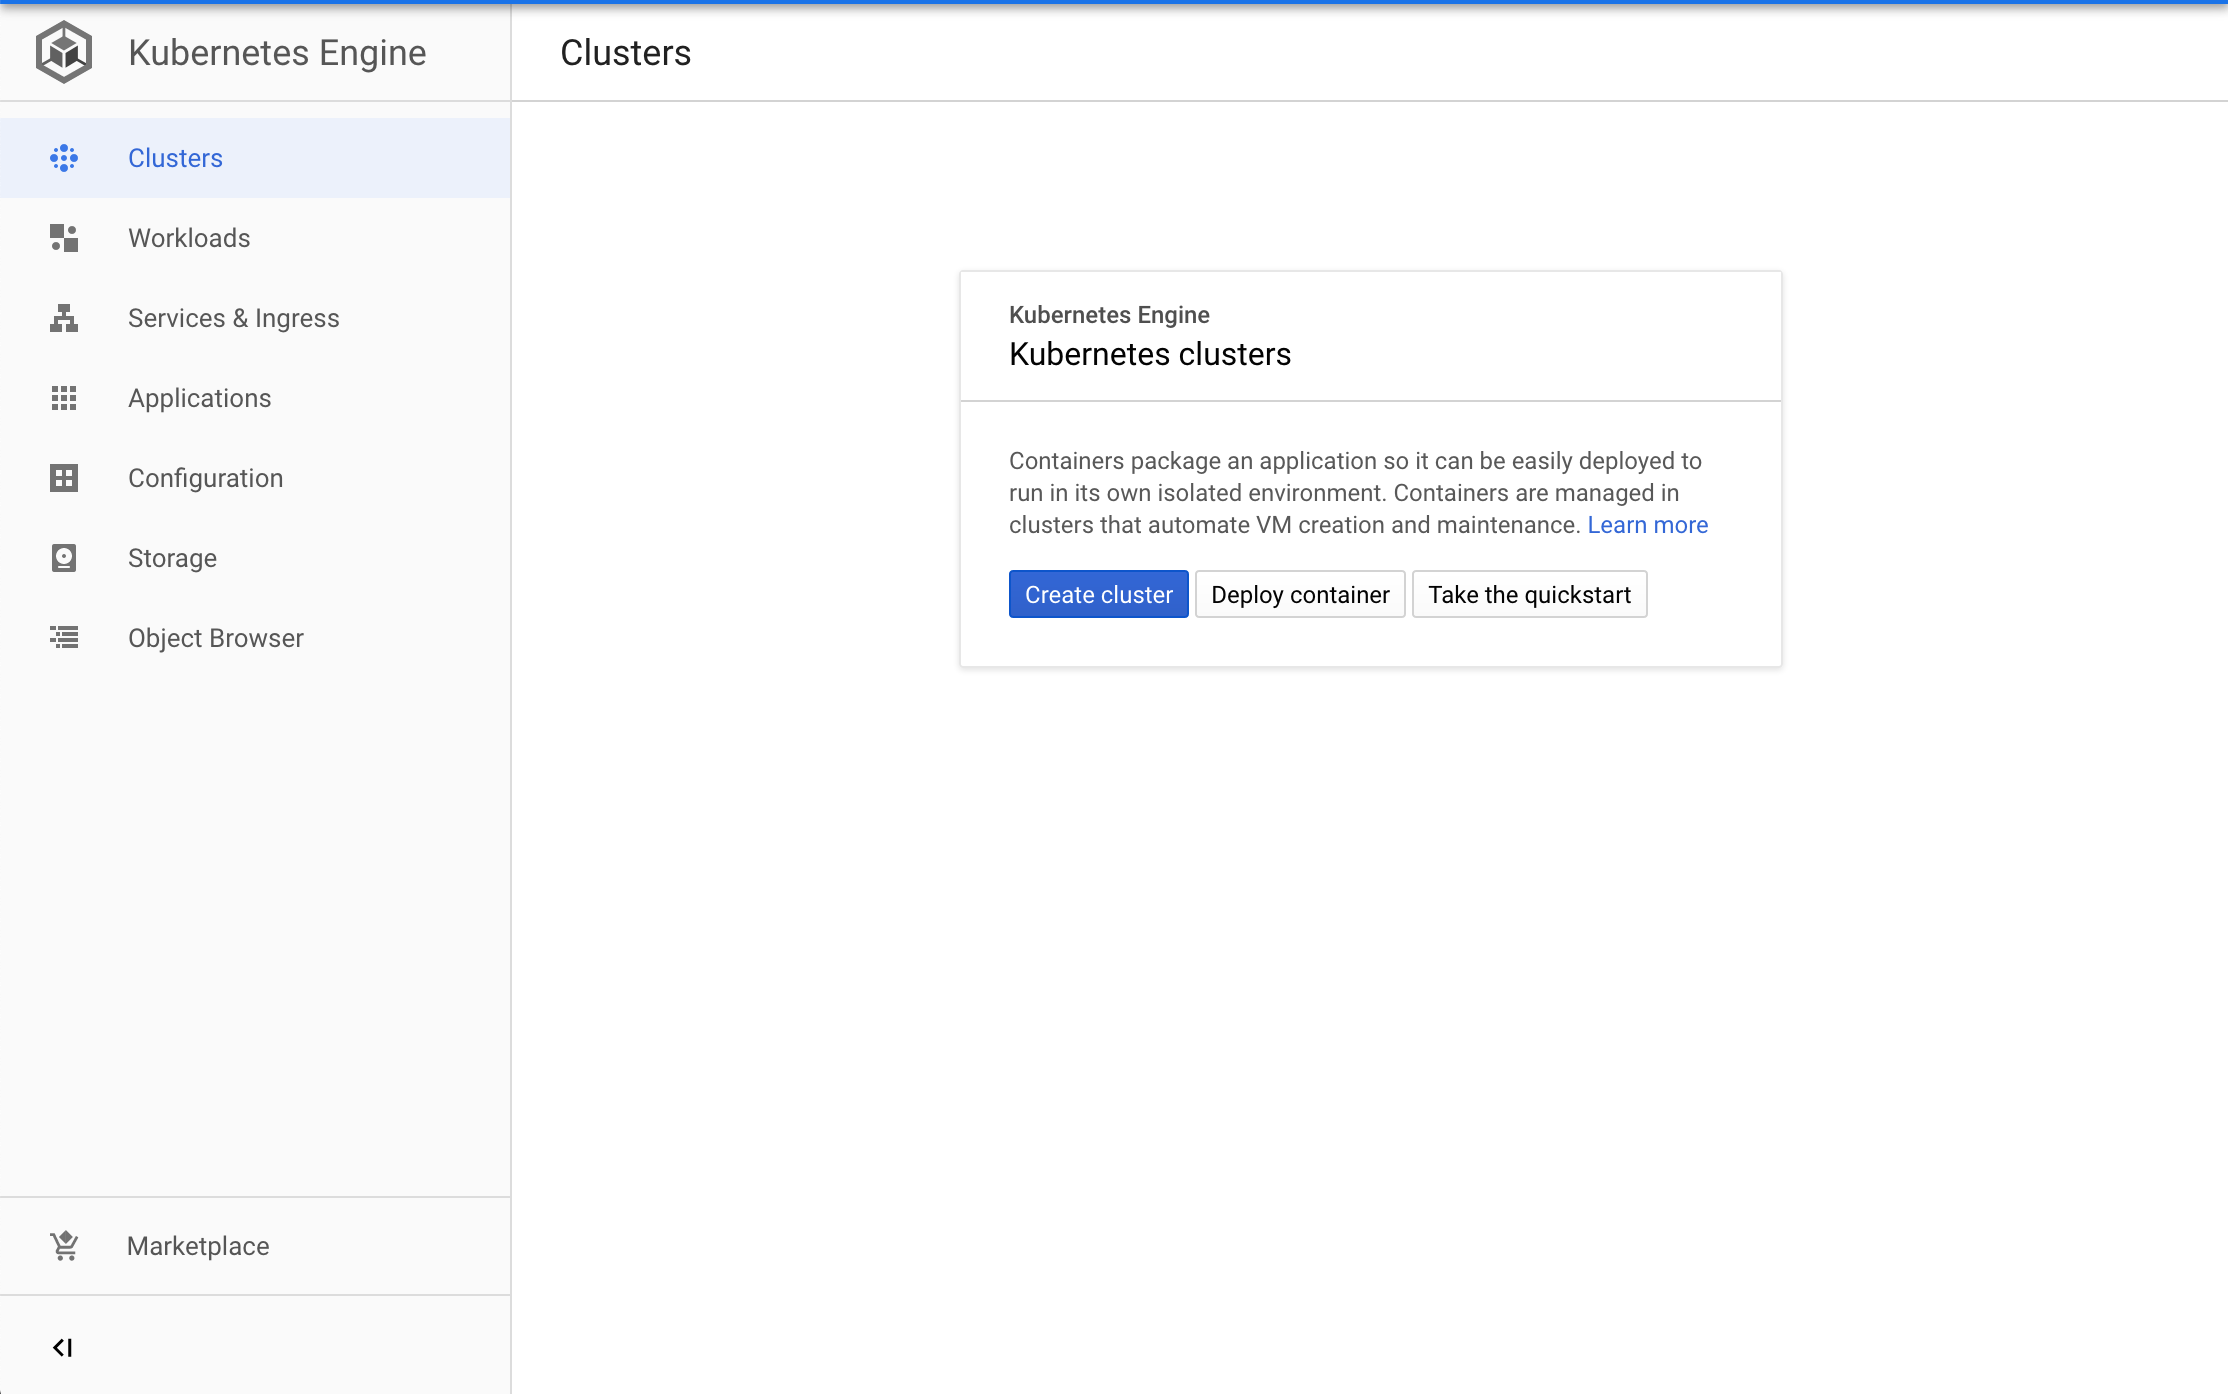 Kubernetes Engine
Clusters
Clusters
Workloads
Services & Ingress
Applications
Configuration
Storage
Object Browser
Marketplace
Kubernetes Engine
Kubernetes clusters
Containers package an application so it can be easily deployed to
run in its own isolated environment. Containers are managed in
clusters that automate VM creation and maintenance. Learn more
Create cluster
Deploy container
Take the quickstart